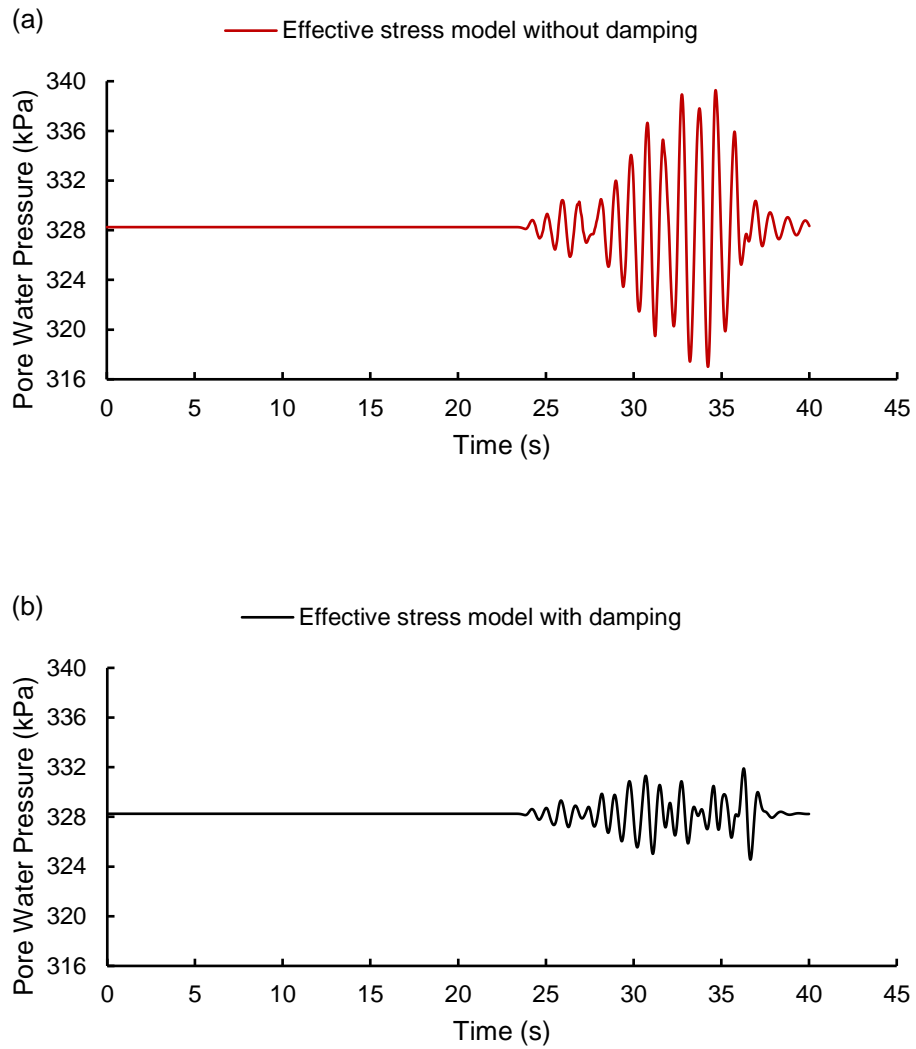 (a)
Effective stress model without damping
Pore Water Pressure (kPa)
340
336
332
328
324
320
316
0 5 10 15 20 25 30 35 40 45
Time (s)
(b)
Effective stress model with damping
Pore Water Pressure (kPa)
340
336
332
328
324
320
316
0 5 10 15 20 25 30 35 40 45
Time (s)